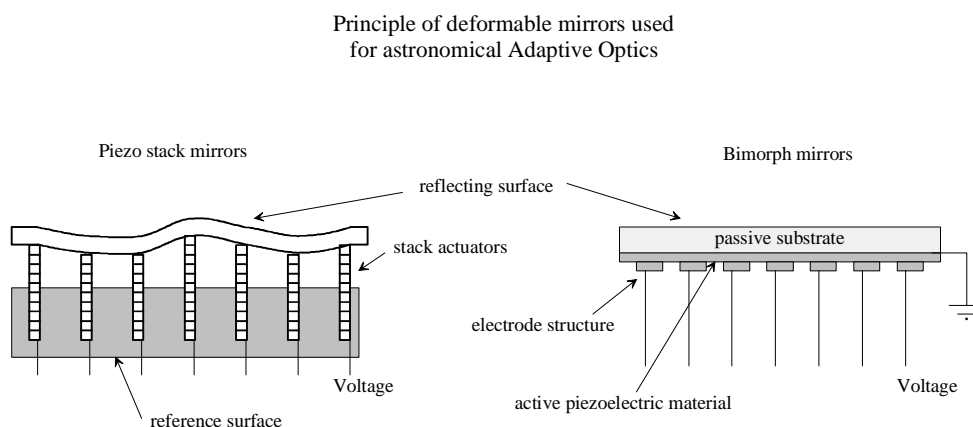 Principle of deformable mirrors used
for astronomical Adaptive Optics
Piezo stack mirrors
Bimorph mirrors
reflecting surface
passive substrate
stack actuators
electrode structure
Voltage
Voltage
active piezoelectric material
reference surface